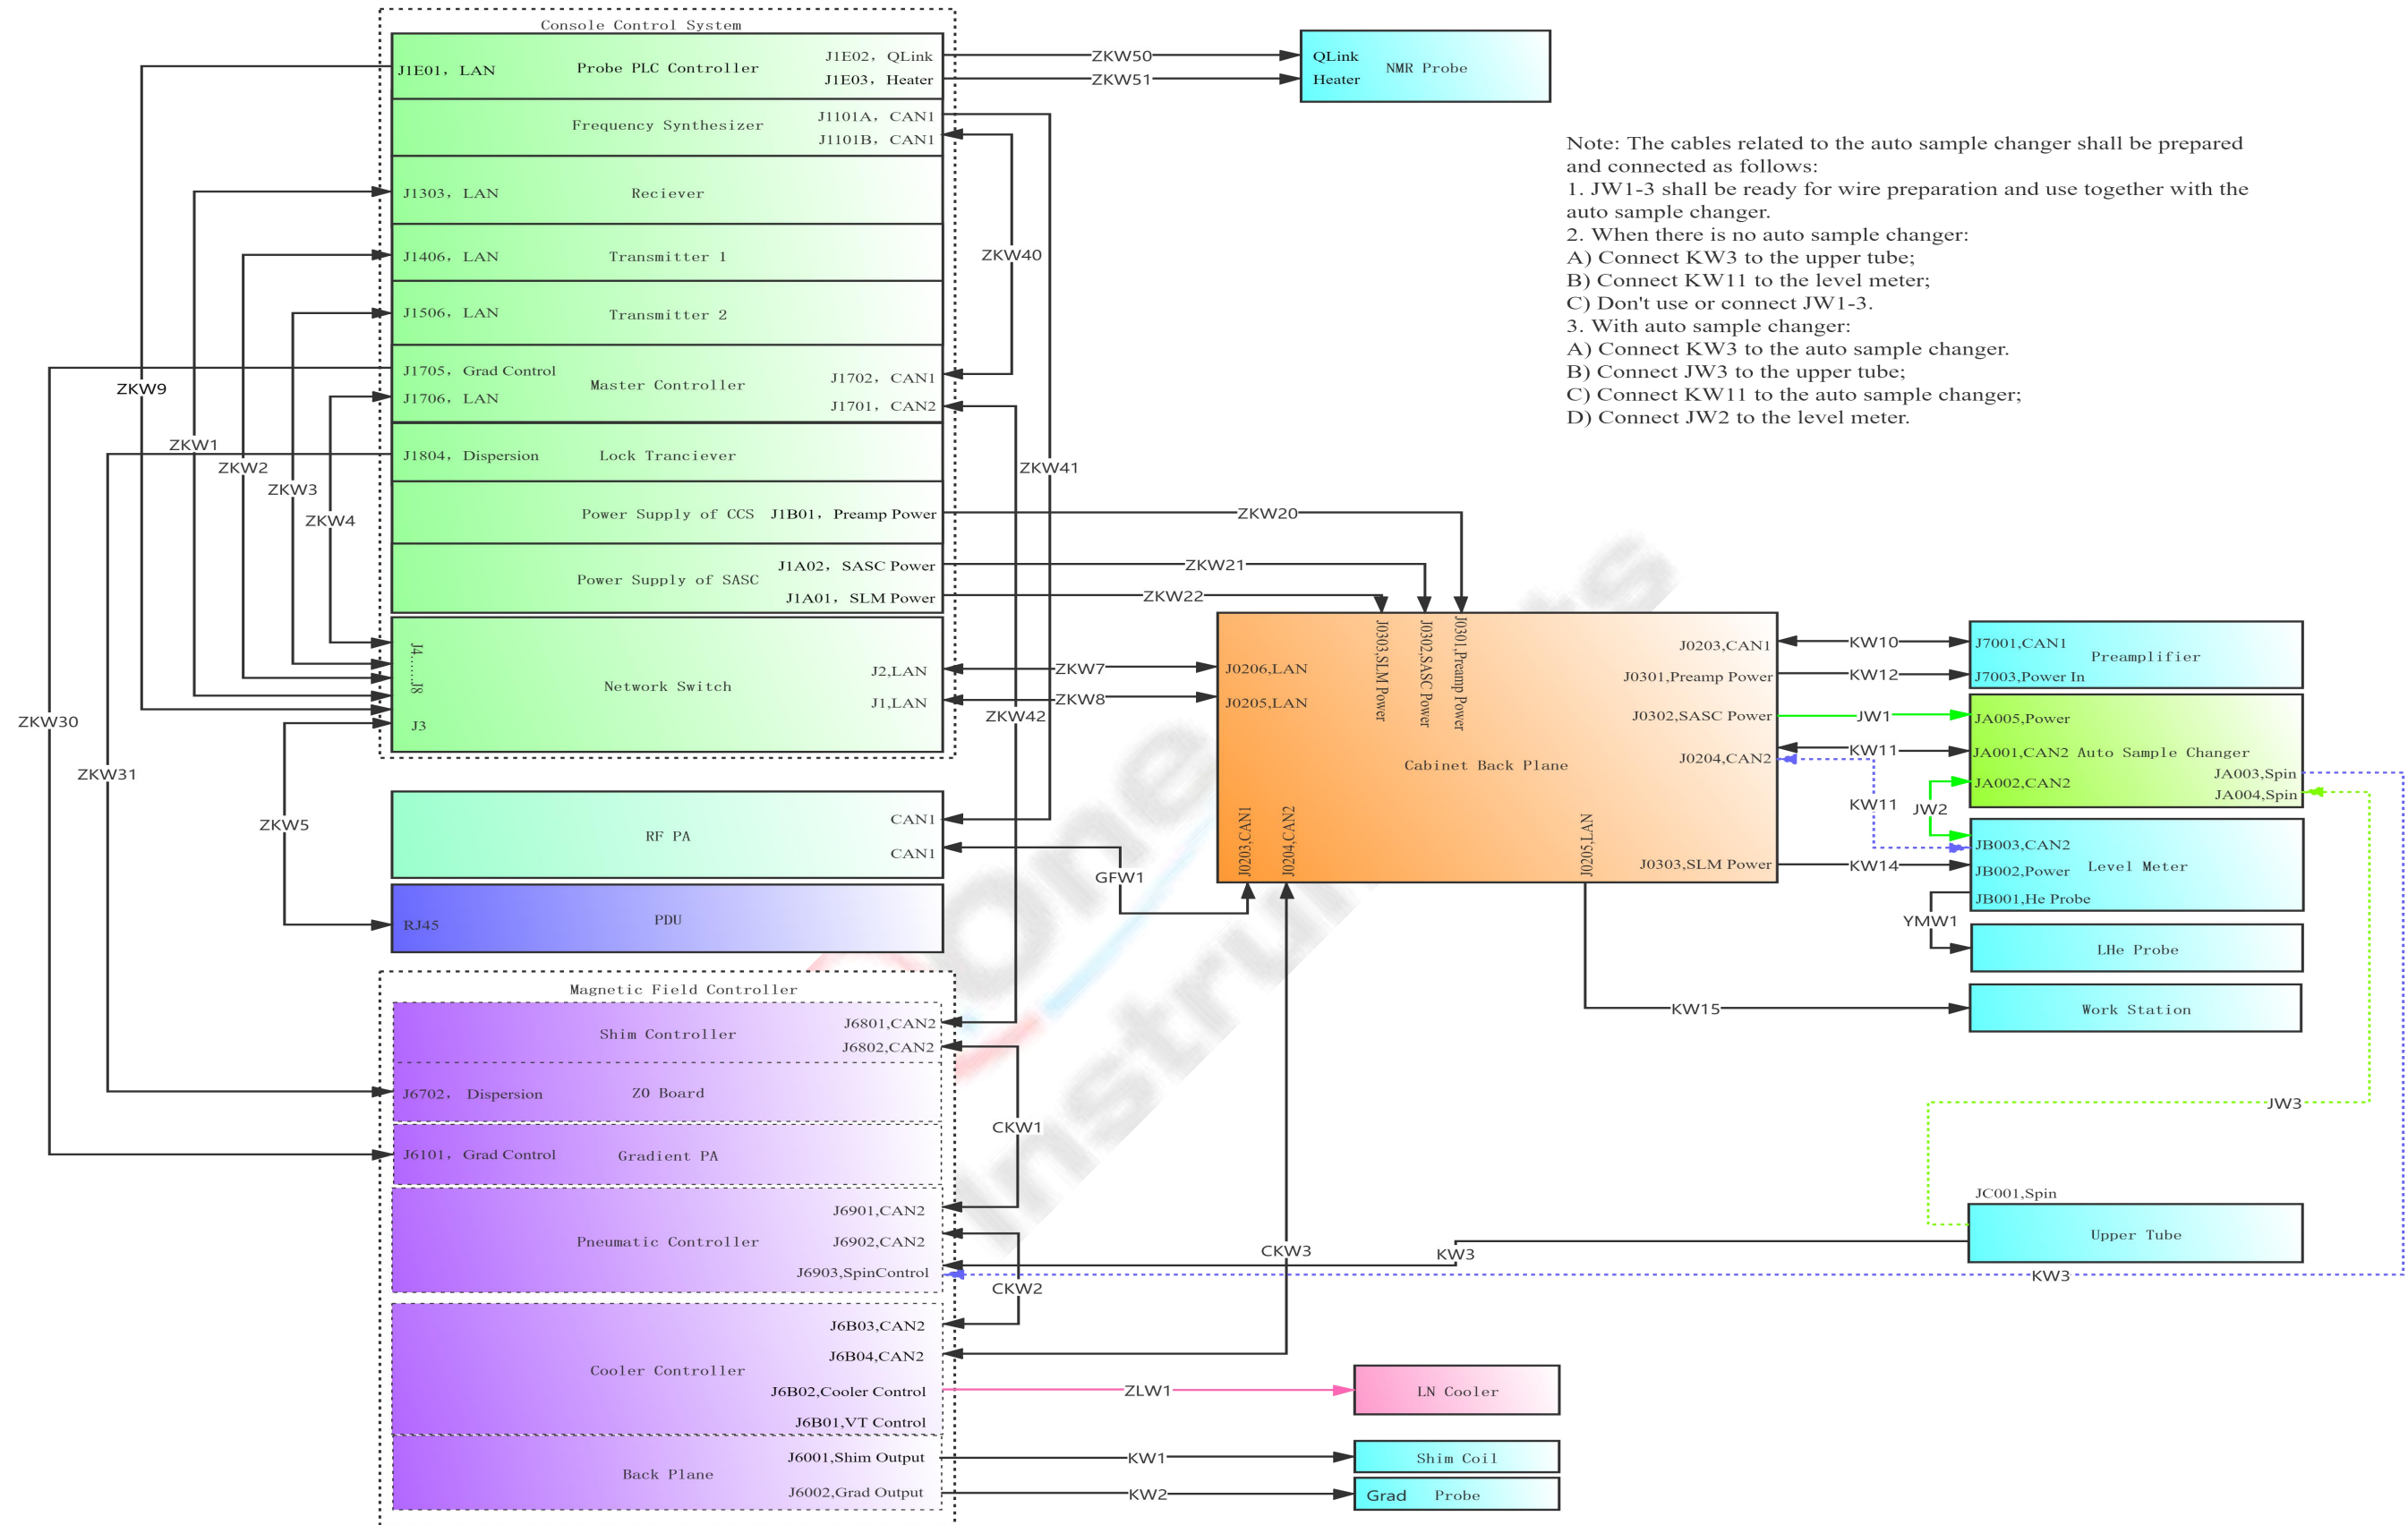 Console Control System
J1E01，LAN
Probe PLC Controller
J1E02，QLink
J1E03，Heater
ZKW50
ZKW51
QLink
Heater
NMR Probe
Frequency Synthesizer
J1101A，CAN1
J1101B，CAN1
J1303，LAN
Reciever
J1406，LAN
Transmitter 1
J1506，LAN
Transmitter 2
J1705，Grad Control
J1706，LAN
Master Controller
J1702，CAN1
J1701，CAN2
J1804，Dispersion
Lock Tranciever
Power Supply of CCS
J1B01，Preamp Power
Power Supply of SASC
J1A02，SASC Power
J1A01，SLM Power
J4......J8
J3
Network Switch
J2,LAN
J1,LAN
ZKW9
ZKW1
ZKW2
ZKW3
ZKW4
ZKW30
ZKW31
ZKW5
ZKW40
ZKW41
ZKW42
ZKW20
ZKW21
ZKW22
ZKW7
ZKW8
Note: The cables related to the auto sample changer shall be prepared
and connected as follows:
1. JW1-3 shall be ready for wire preparation and use together with the
auto sample changer.
2. When there is no auto sample changer:
A) Connect KW3 to the upper tube;
B) Connect KW11 to the level meter;
C) Don't use or connect JW1-3.
3. With auto sample changer:
A) Connect KW3 to the auto sample changer.
B) Connect JW3 to the upper tube;
C) Connect KW11 to the auto sample changer;
D) Connect JW2 to the level meter.
J0206,LAN
J0205,LAN
J0303,SLM Power
J0302,SASC Power
J0301,Preamp Power
J0203,CAN1
J0301,Preamp Power
J0302,SASC Power
J0204,CAN2
Cabinet Back Plane
J0203,CAN1
J0204,CAN2
J0205,LAN
J0303,SLM Power
KW10
KW12
JW1
KW11
KW11
JW2
KW14
YMW1
KW15
J7001,CAN1
Preamplifier
J7003,Power In
JA005,Power
JA001,CAN2 Auto Sample Changer
JA003,Spin
JA002,CAN2
JA004,Spin
JB003,CAN2
Level Meter
JB002,Power
JB001,He Probe
LHe Probe
Work Station
JW3
JC001,Spin
Upper Tube
KW3
KW3
RF PA
CAN1
CAN1
GFW1
RJ45
PDU
Magnetic Field Controller
Shim Controller
J6801,CAN2
J6802,CAN2
J6702， Dispersion
Z0 Board
J6101，Grad Control
Gradient PA
CKW1
J6901,CAN2
Pneumatic Controller
J6902,CAN2
J6903,SpinControl
CKW2
CKW3
J6B03,CAN2
J6B04,CAN2
Cooler Controller
J6B02,Cooler Control
J6B01,VT Control
ZLW1
LN Cooler
Back Plane
J6001,Shim Output
J6002,Grad Output
KW1
KW2
Shim Coil
Grad
Probe
One
Instruments